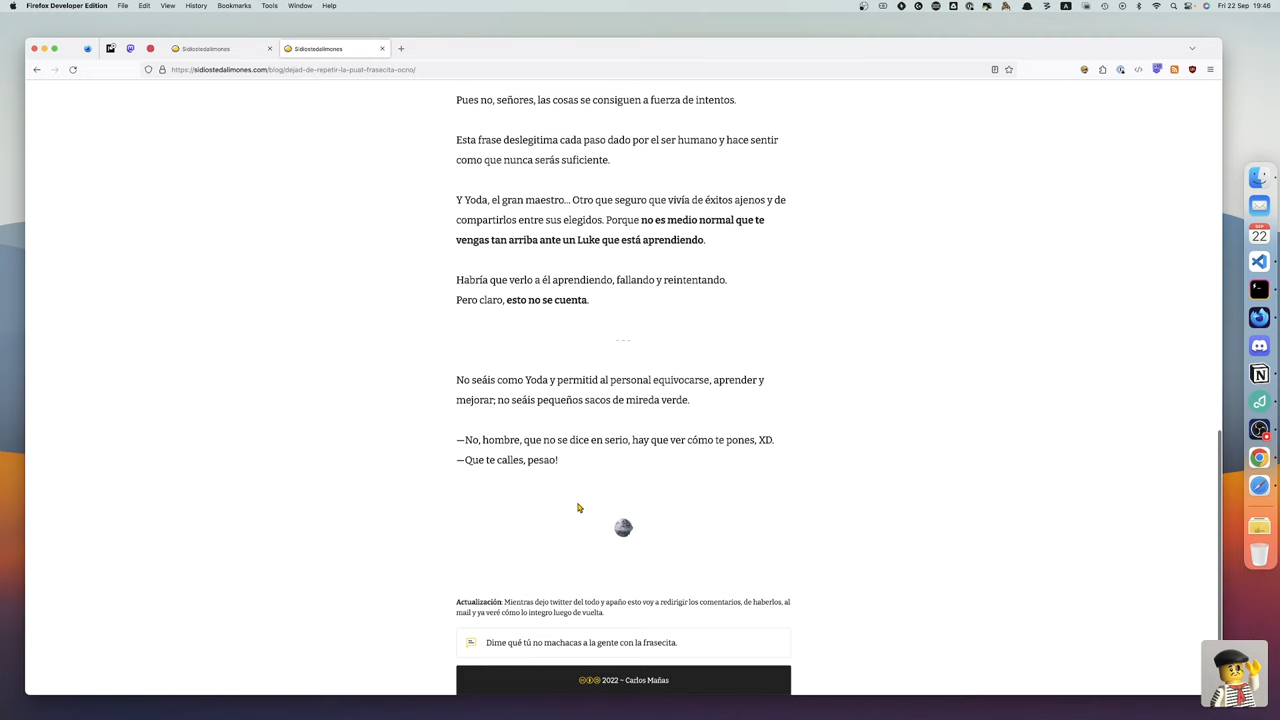 Firefox Developer Edition File Edit View History Bookmarks Tools Window Help
Fri 22 Sep 19:46
Sidiostedalimones
Sidiostedalimones
https://sidiostedalimones.com/blog/dejad-de-repetir-la-puat-frasecita-ocno/
Pues no, señores, las cosas se consiguen a fuerza de intentos.
Esta frase deslegitima cada paso dado por el ser humano y hace sentir
como que nunca serás suficiente.
Y Yoda, el gran maestro... Otro que seguro que vivía de éxitos ajenos y de
compartirlos entre sus elegidos. Porque no es medio normal que te
vengas tan arriba ante un Luke que está aprendiendo.
Habría que verlo a él aprendiendo, fallando y reintentando.
Pero claro, esto no se cuenta.
~ ~ ~
No seáis como Yoda y permitid al personal equivocarse, aprender y
mejorar; no seáis pequeños sacos de mireda verde.
—No, hombre, que no se dice en serio, hay que ver cómo te pones, XD.
—Que te calles, pesao!
Actualización: Mientras dejo twitter del todo y apaño esto voy a redirigir los comentarios, de haberlos, al
mail y ya veré cómo lo integro luego de vuelta.
Dime qué tú no machacas a la gente con la frasecita.
2022 ~ Carlos Mañas
SEP
22